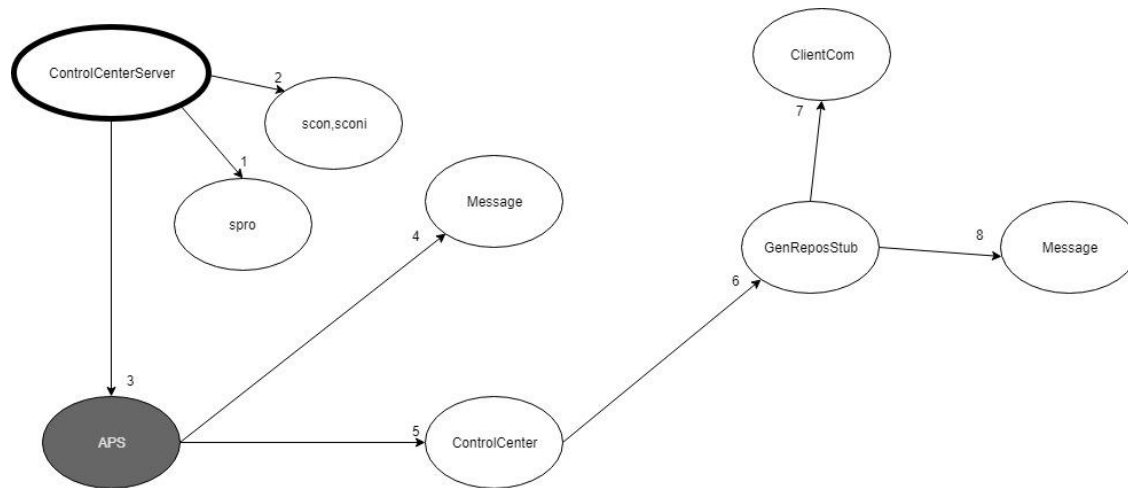 ControlCenterServer
2
scon,sconi
1
spro
3
APS
Message
4
5
ControlCenter
ClientCom
7
GenReposStub
8
Message
6